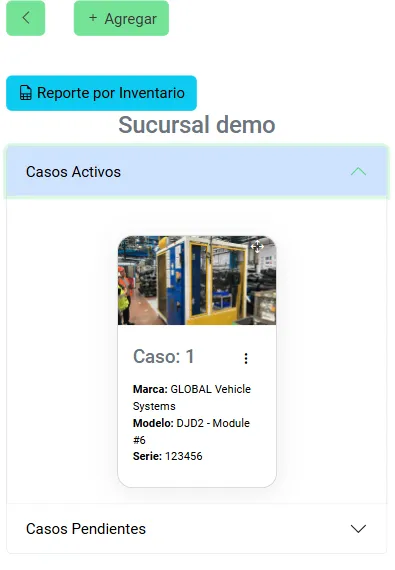 + Agregar
Reporte por Inventario
Sucursal demo
Casos Activos
Caso: 1
Marca: GLOBAL Vehicle
Systems
Modelo: DJD2 - Module
#6
Serie: 123456
Casos Pendientes